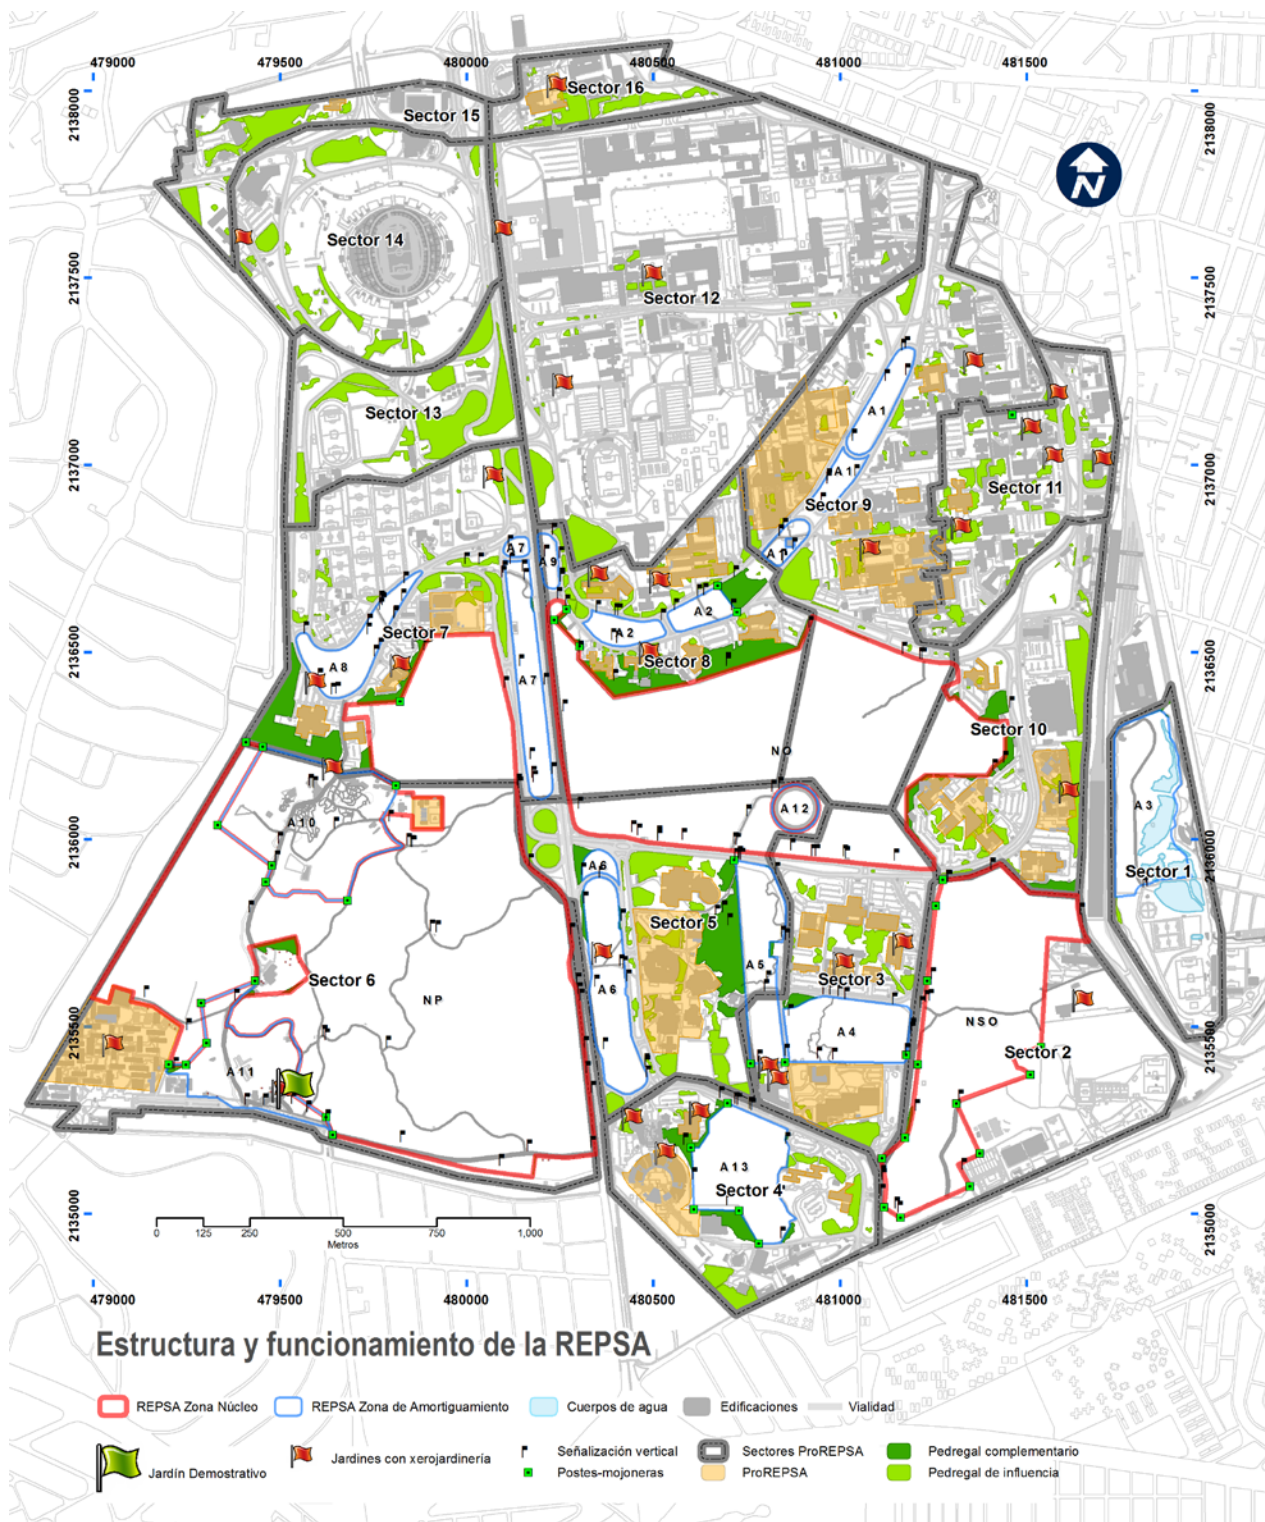 479000 479500 480000 480500 481000 481500
2138000 2138000
N
Sector 16
Sector 15
Sector 14
2137500 2137500
Sector 12
Sector 13
A 1
2137000 2137000
A 1
Sector 11
Sector 9
A 7
A 9
A 1
A 2
A 2
Sector 7
2136500 2136500
A 8
Sector 8
A 7
Sector 10
N O
A 3
A 10
A 12
2136000 2136000
A 6
Sector 1
Sector 5
Sector 6
A 5
Sector 3
A 6
N P
2135500 2135500
N S O
A 4
Sector 2
A 11
A 13
Sector 4
2135000 2135000
0 125 250 500 750 1,000
Metros
479000 479500 480000 480500 481000 481500
Estructura y funcionamiento de la REPSA
REPSA Zona Núcleo REPSA Zona de Amortiguamiento Cuerpos de agua Edificaciones Vialidad
Jardín Demostrativo Jardines con xerojardinería Señalización vertical Sectores ProREPSA Pedregal complementario
Postes-mojoneras ProREPSA Pedregal de influencia